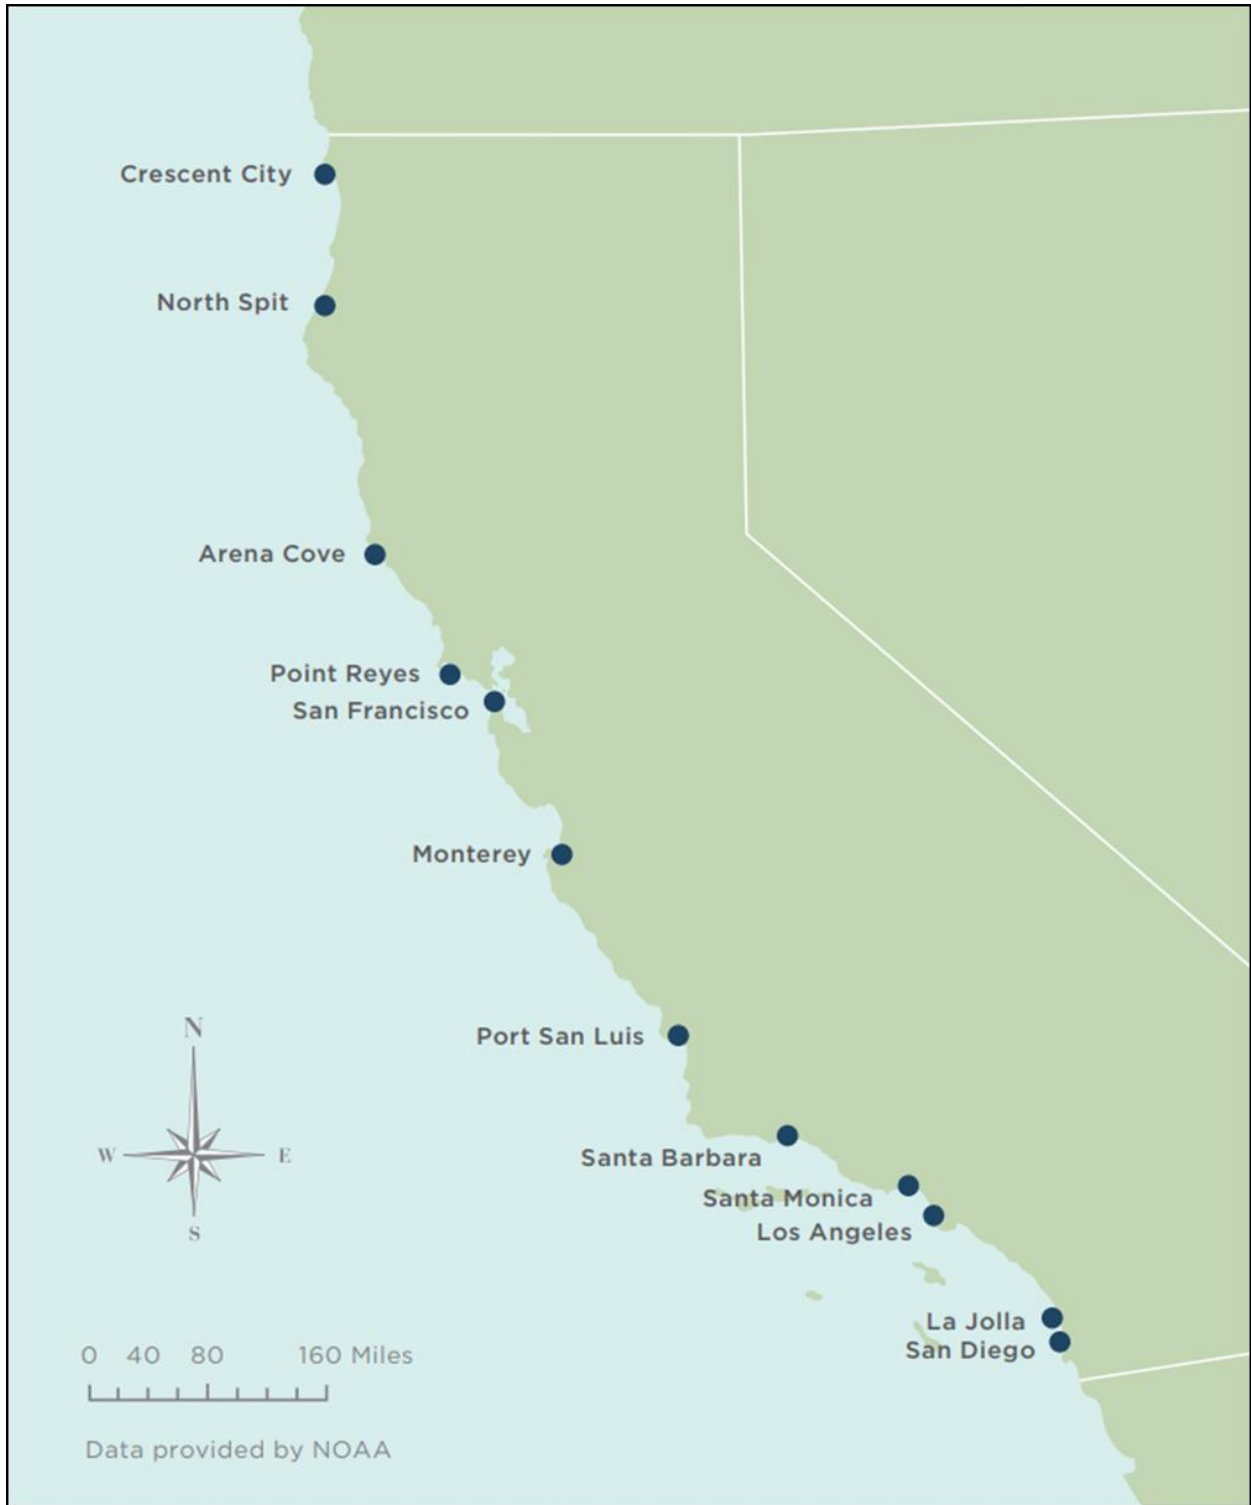 Crescent City
North Spit
Arena Cove
Point Reyes
San Francisco
Monterey
Port San Luis
Santa Barbara
Santa Monica
Los Angeles
La Jolla
San Diego
N
W E
S
0 40 80 160 Miles
Data provided by NOAA